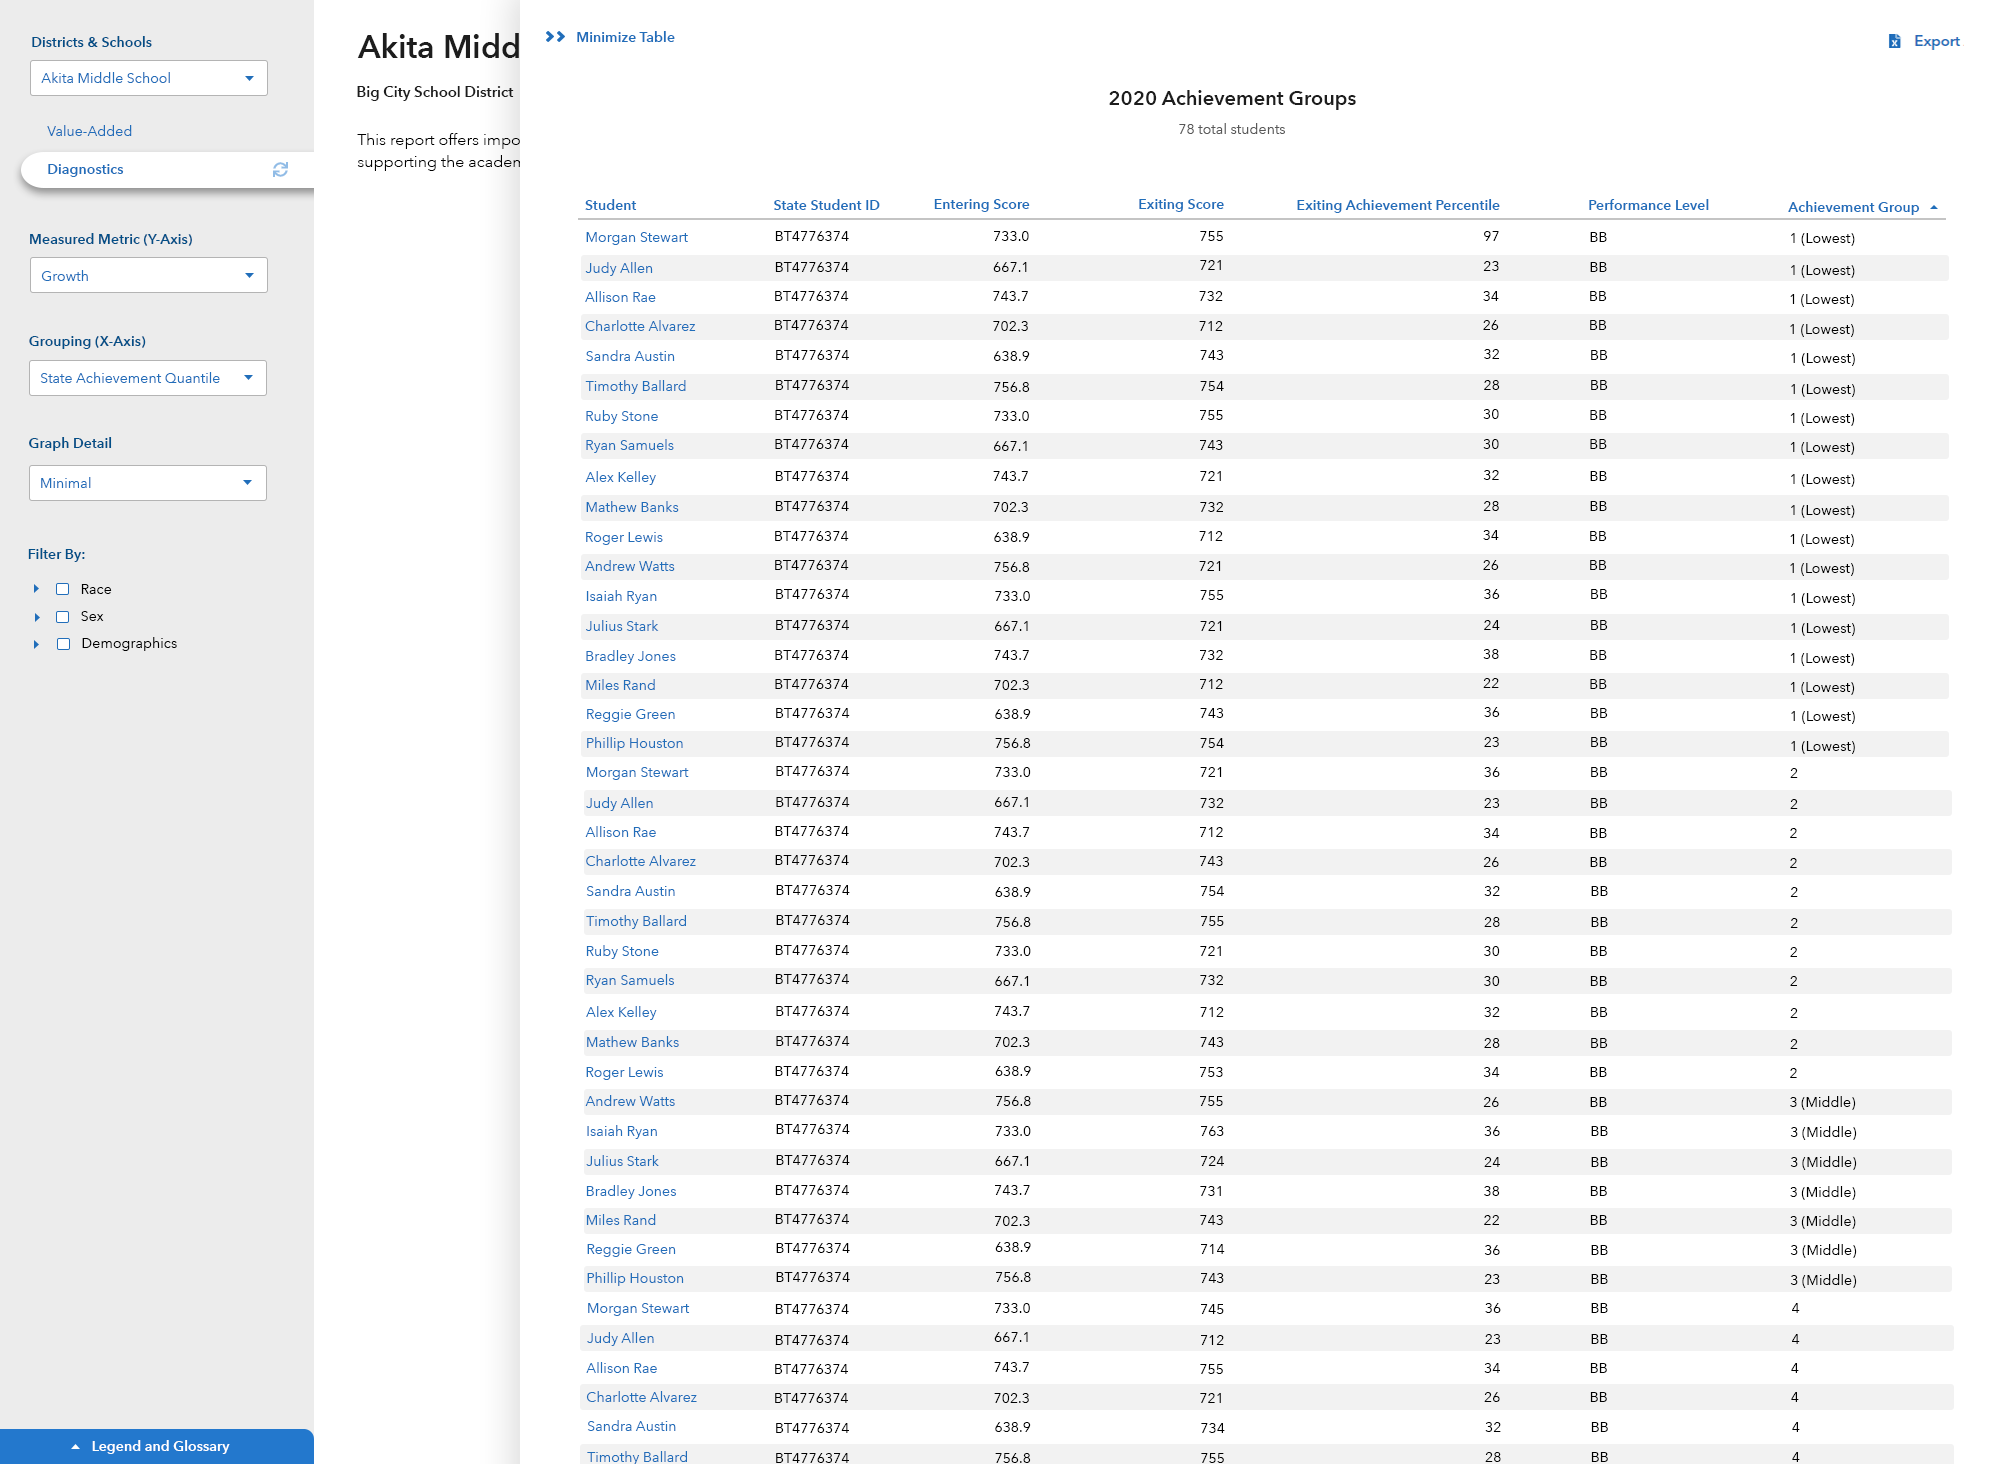 Districts & Schools
Akita Middle School
Value-Added
Diagnostics
Measured Metric (Y-Axis)
Growth
Grouping (X-Axis)
State Achievement Quantile
Graph Detail
Minimal
Filter By:
Race
Sex
Demographics
Legend and Glossary
Akita Midd
Big City School District
This report offers impo
supporting the academ
Minimize Table
Export
2020 Achievement Groups
78 total students
Student State Student ID Entering Score Exiting Score Exiting Achievement Percentile Performance Level Achievement Group
Morgan Stewart BT4776374 733.0 755 97 BB 1 (Lowest)
Judy Allen BT4776374 667.1 721 23 BB 1 (Lowest)
Allison Rae BT4776374 743.7 732 34 BB 1 (Lowest)
Charlotte Alvarez BT4776374 702.3 712 26 BB 1 (Lowest)
Sandra Austin BT4776374 638.9 743 32 BB 1 (Lowest)
Timothy Ballard BT4776374 756.8 754 28 BB 1 (Lowest)
Ruby Stone BT4776374 733.0 755 30 BB 1 (Lowest)
Ryan Samuels BT4776374 667.1 743 30 BB 1 (Lowest)
Alex Kelley BT4776374 743.7 721 32 BB 1 (Lowest)
Mathew Banks BT4776374 702.3 732 28 BB 1 (Lowest)
Roger Lewis BT4776374 638.9 712 34 BB 1 (Lowest)
Andrew Watts BT4776374 756.8 721 26 BB 1 (Lowest)
Isaiah Ryan BT4776374 733.0 755 36 BB 1 (Lowest)
Julius Stark BT4776374 667.1 721 24 BB 1 (Lowest)
Bradley Jones BT4776374 743.7 732 38 BB 1 (Lowest)
Miles Rand BT4776374 702.3 712 22 BB 1 (Lowest)
Reggie Green BT4776374 638.9 743 36 BB 1 (Lowest)
Phillip Houston BT4776374 756.8 754 23 BB 1 (Lowest)
Morgan Stewart BT4776374 733.0 721 36 BB 2
Judy Allen BT4776374 667.1 732 23 BB 2
Allison Rae BT4776374 743.7 712 34 BB 2
Charlotte Alvarez BT4776374 702.3 743 26 BB 2
Sandra Austin BT4776374 638.9 754 32 BB 2
Timothy Ballard BT4776374 756.8 755 28 BB 2
Ruby Stone BT4776374 733.0 721 30 BB 2
Ryan Samuels BT4776374 667.1 732 30 BB 2
Alex Kelley BT4776374 743.7 712 32 BB 2
Mathew Banks BT4776374 702.3 743 28 BB 2
Roger Lewis BT4776374 638.9 753 34 BB 2
Andrew Watts BT4776374 756.8 755 26 BB 3 (Middle)
Isaiah Ryan BT4776374 733.0 763 36 BB 3 (Middle)
Julius Stark BT4776374 667.1 724 24 BB 3 (Middle)
Bradley Jones BT4776374 743.7 731 38 BB 3 (Middle)
Miles Rand BT4776374 702.3 743 22 BB 3 (Middle)
Reggie Green BT4776374 638.9 714 36 BB 3 (Middle)
Phillip Houston BT4776374 756.8 743 23 BB 3 (Middle)
Morgan Stewart BT4776374 733.0 745 36 BB 4
Judy Allen BT4776374 667.1 712 23 BB 4
Allison Rae BT4776374 743.7 755 34 BB 4
Charlotte Alvarez BT4776374 702.3 721 26 BB 4
Sandra Austin BT4776374 638.9 734 32 BB 4
Timothy Ballard BT4776374 756.8 755 28 BB 4